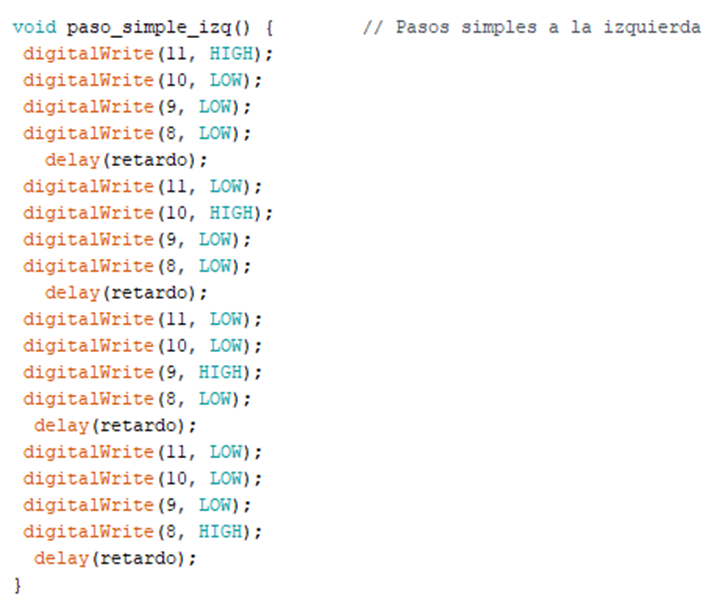 void paso_simple_izq() {        // Pasos simples a la izquierda
 digitalWrite(11, HIGH);
 digitalWrite(10, LOW);
 digitalWrite(9, LOW);
 digitalWrite(8, LOW);
   delay(retardo);
 digitalWrite(11, LOW);
 digitalWrite(10, HIGH);
 digitalWrite(9, LOW);
 digitalWrite(8, LOW);
   delay(retardo);
 digitalWrite(11, LOW);
 digitalWrite(10, LOW);
 digitalWrite(9, HIGH);
 digitalWrite(8, LOW);
  delay(retardo);
 digitalWrite(11, LOW);
 digitalWrite(10, LOW);
 digitalWrite(9, LOW);
 digitalWrite(8, HIGH);
  delay(retardo);
}